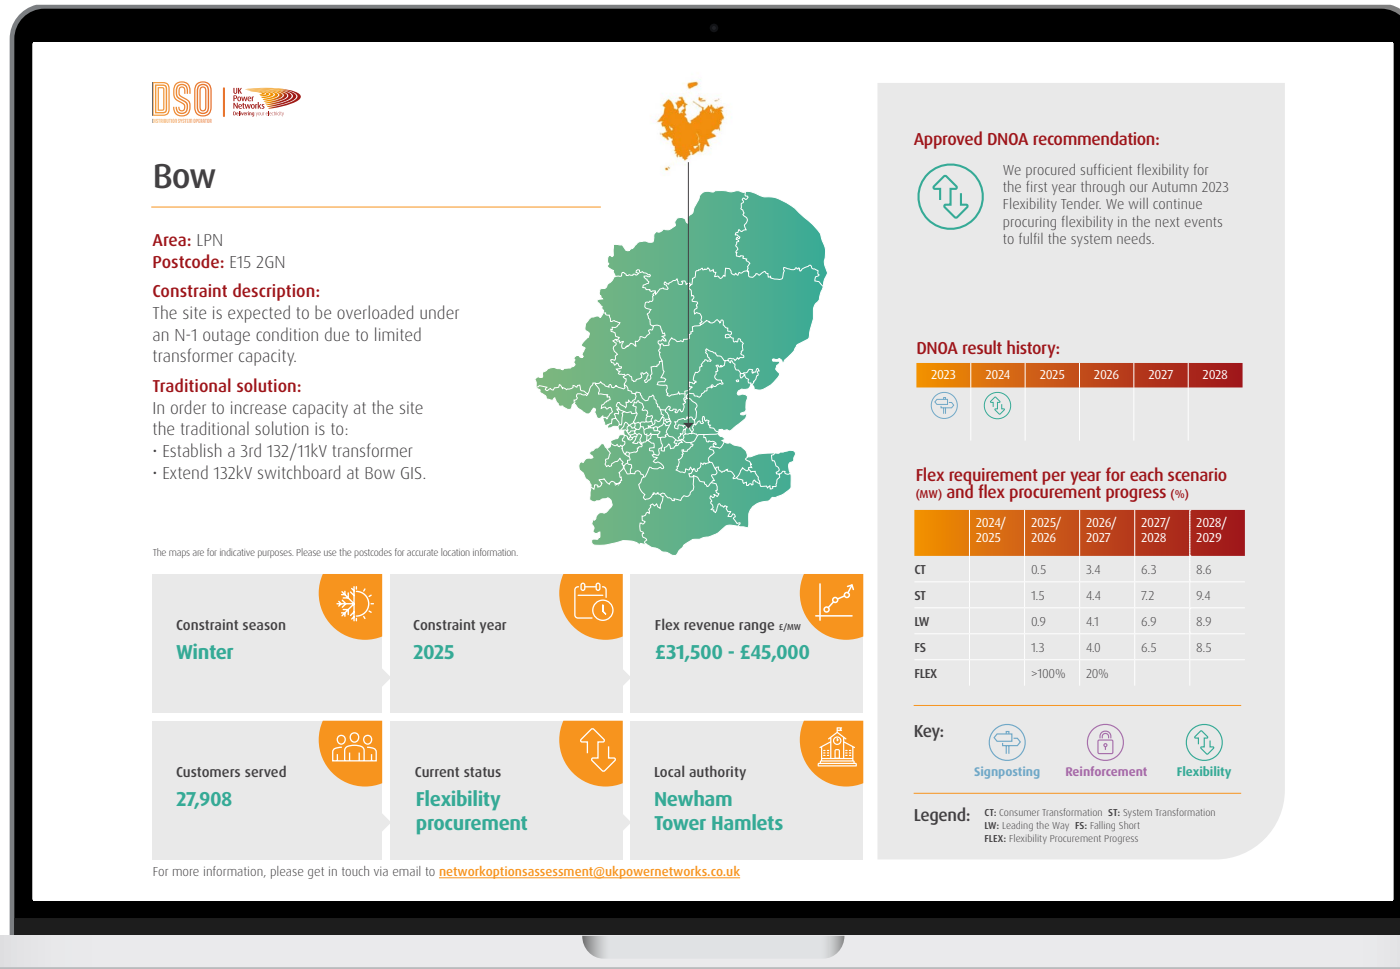 DSO
DISTRIBUTION SYSTEM OPERATOR
UK
Power
Networks
Delivering your electricity
Bow
Area: LPN
Postcode: E15 2GN
Constraint description:
The site is expected to be overloaded under
an N-1 outage condition due to limited
transformer capacity.
Traditional solution:
In order to increase capacity at the site
the traditional solution is to:
• Establish a 3rd 132/11kV transformer
• Extend 132kV switchboard at Bow GIS.
The maps are for indicative purposes. Please use the postcodes for accurate location information.
Constraint season
Winter
Constraint year
2025
Flex revenue range £/MW
£31,500 - £45,000
Customers served
27,908
Current status
Flexibility
procurement
Local authority
Newham
Tower Hamlets
For more information, please get in touch via email to networkoptionsassessment@ukpowernetworks.co.uk
Approved DNOA recommendation:
We procured sufficient flexibility for
the first year through our Autumn 2023
Flexibility Tender. We will continue
procuring flexibility in the next events
to fulfil the system needs.
DNOA result history:
2023 2024 2025 2026 2027 2028
Flex requirement per year for each scenario
(MW) and flex procurement progress (%)
2024/ 2025/ 2026/ 2027/ 2028/
2025 2026 2027 2028 2029
CT 0.5 3.4 6.3 8.6
ST 1.5 4.4 7.2 9.4
LW 0.9 4.1 6.9 8.9
FS 1.3 4.0 6.5 8.5
FLEX >100% 20%
Key:
Signposting Reinforcement Flexibility
Legend: CT: Consumer Transformation ST: System Transformation
LW: Leading the Way FS: Falling Short
FLEX: Flexibility Procurement Progress